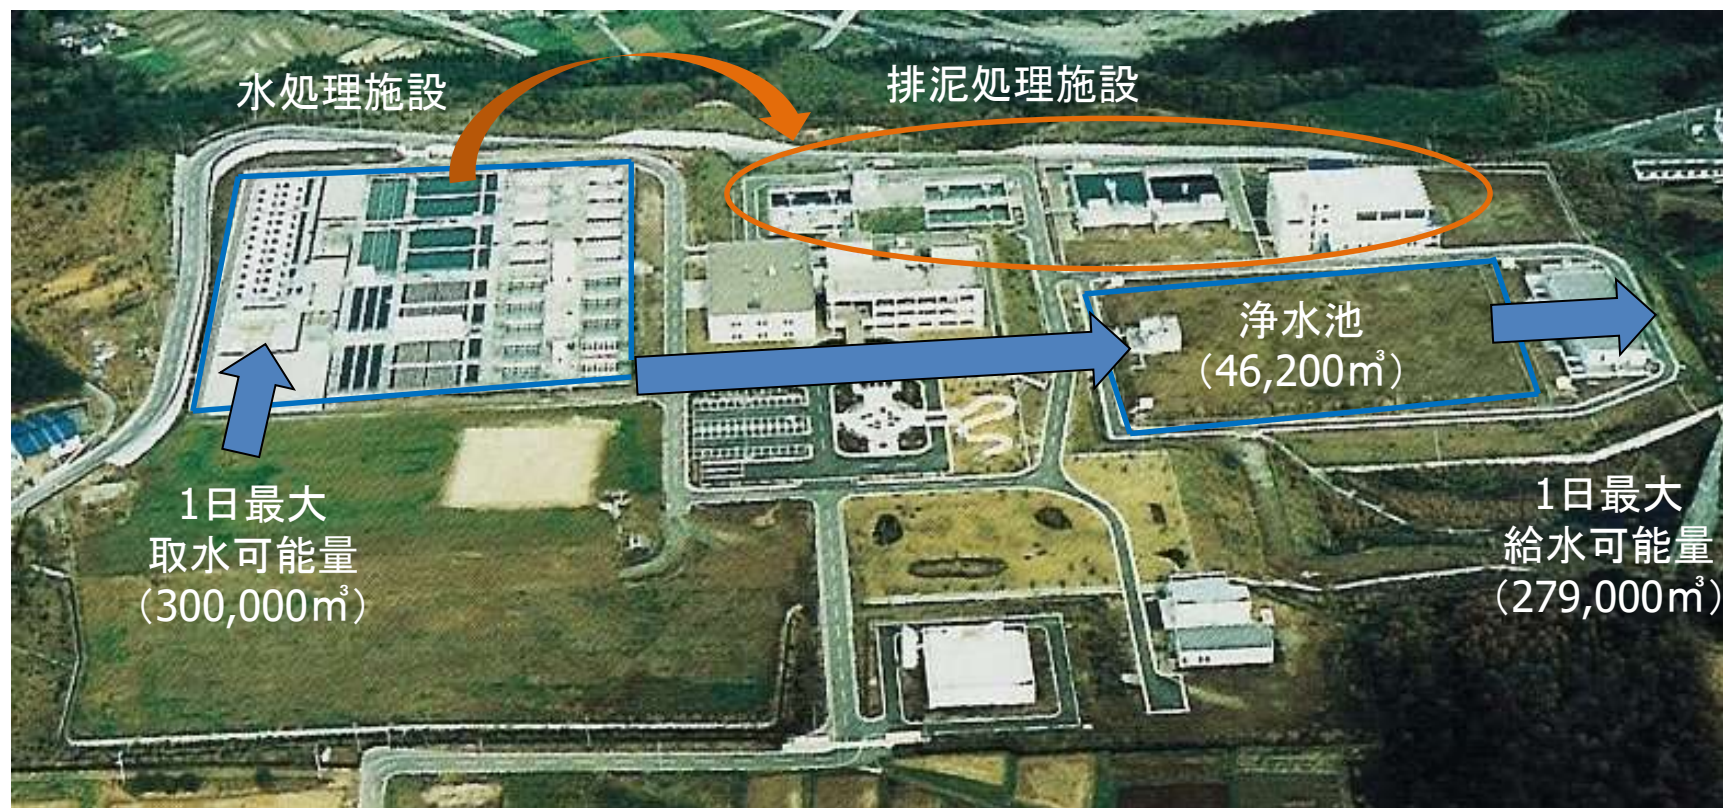 水処理施設
排泥処理施設
浄水池
（46,200㎥）
1日最大
取水可能量
（300,000㎥）
1日最大
給水可能量
（279,000㎥）